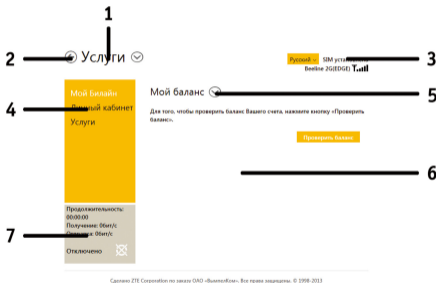 1
2
Услуги
Русский
SIM установлена
3
Beeline 2G(EDGE)
Мой Билайн
Мой баланс
5
4
Личный кабинет
Услуги
Для того, чтобы проверить баланс Вашего счета, нажмите кнопку «Проверить
баланс».
Проверить баланс
6
Продолжительность:
00:00:00
Получение: 0бит/с
7
0бит/с
Отключено
Сделано ZTE Corporation по заказу ОАО «ВымпелКом». Все права защищены. © 1998-2013